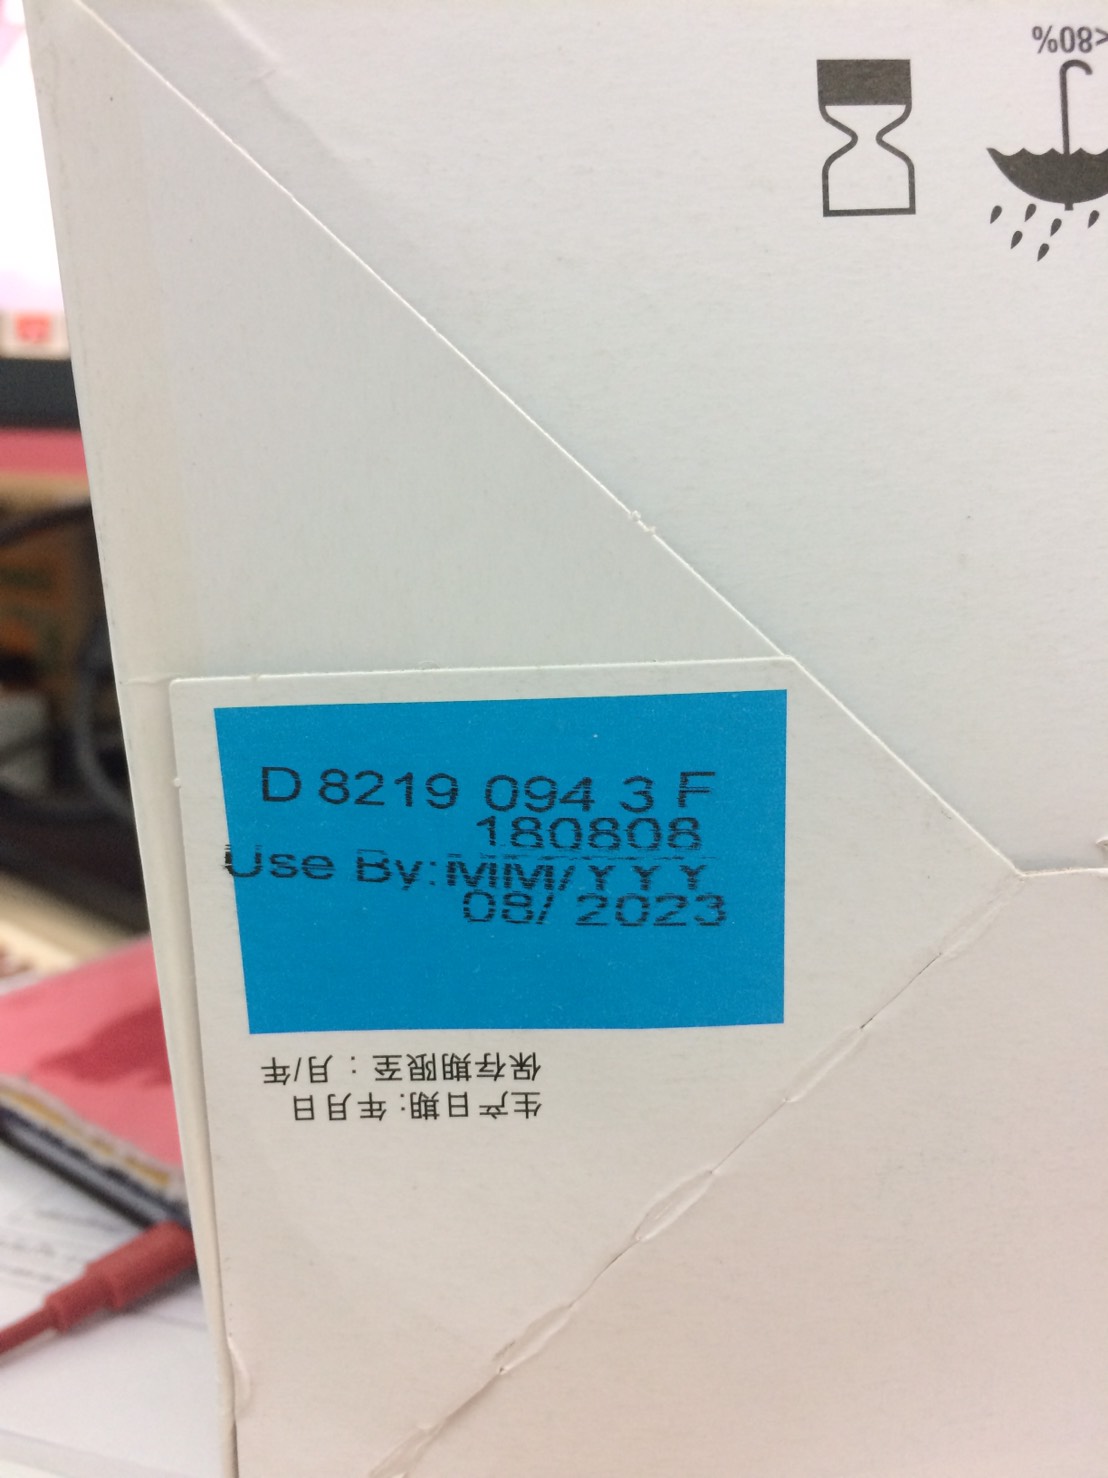 <80%
D 8219 094 3 F
180808
Use By:MM/YYYY
08/ 2023
生产日期:年月日
保存期限至：月/年